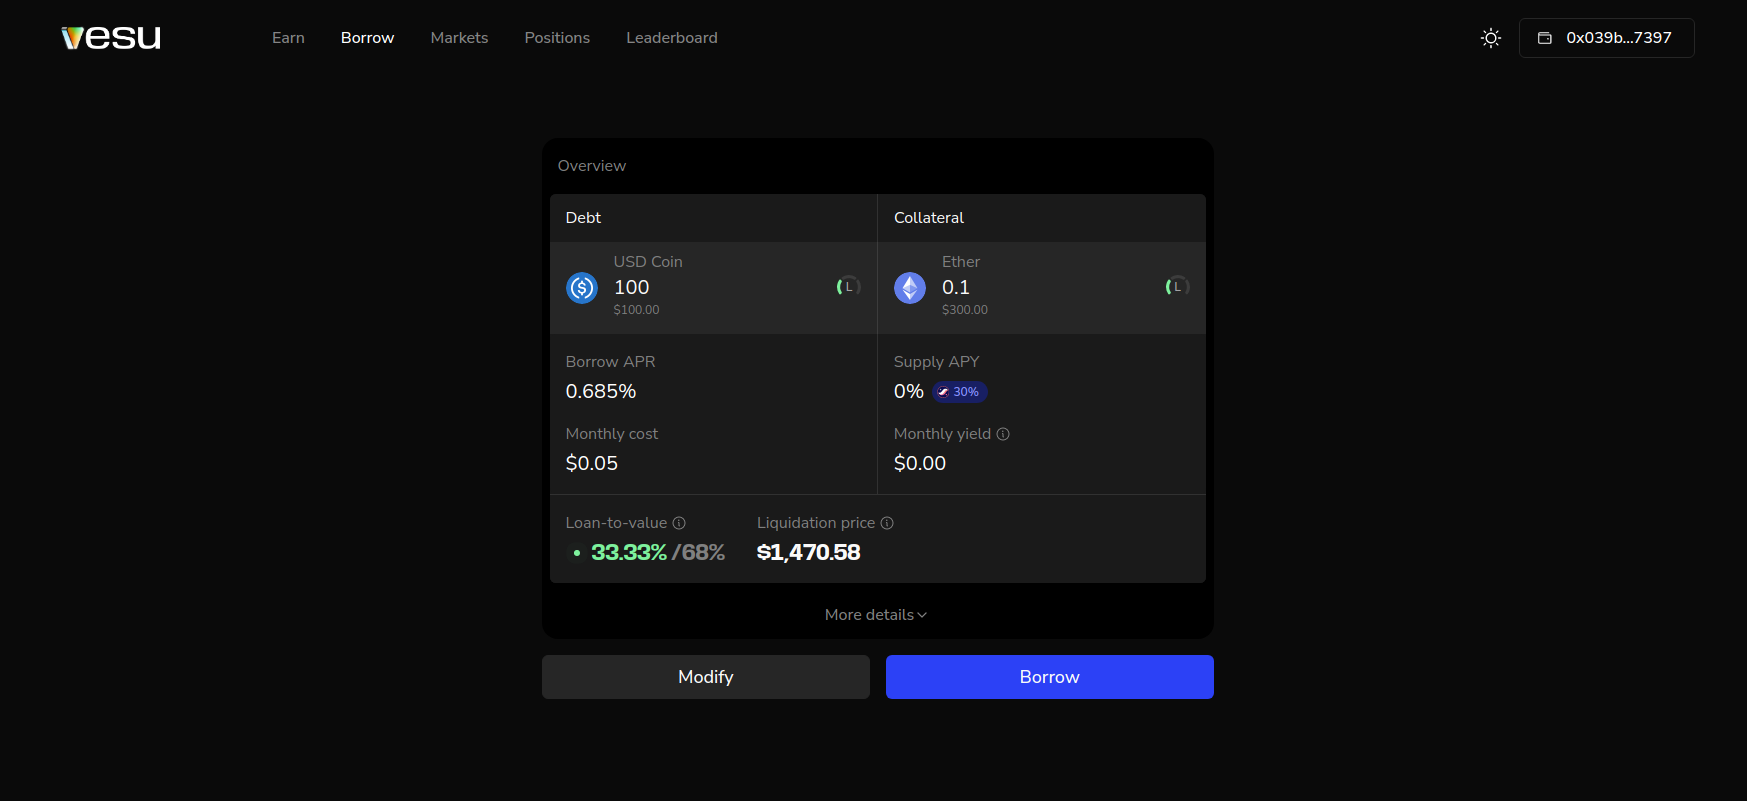 vesu
Earn
Borrow
Markets
Positions
Leaderboard
0x039b...7397
Overview
Debt
Collateral
USD Coin
100
$100.00
L
Ether
0.1
$300.00
L
Borrow APR
0.685%
Supply APY
0% 30%
Monthly cost
$0.05
Monthly yield
$0.00
Loan-to-value
33.33% /68%
Liquidation price
$1,470.58
More details
Modify
Borrow